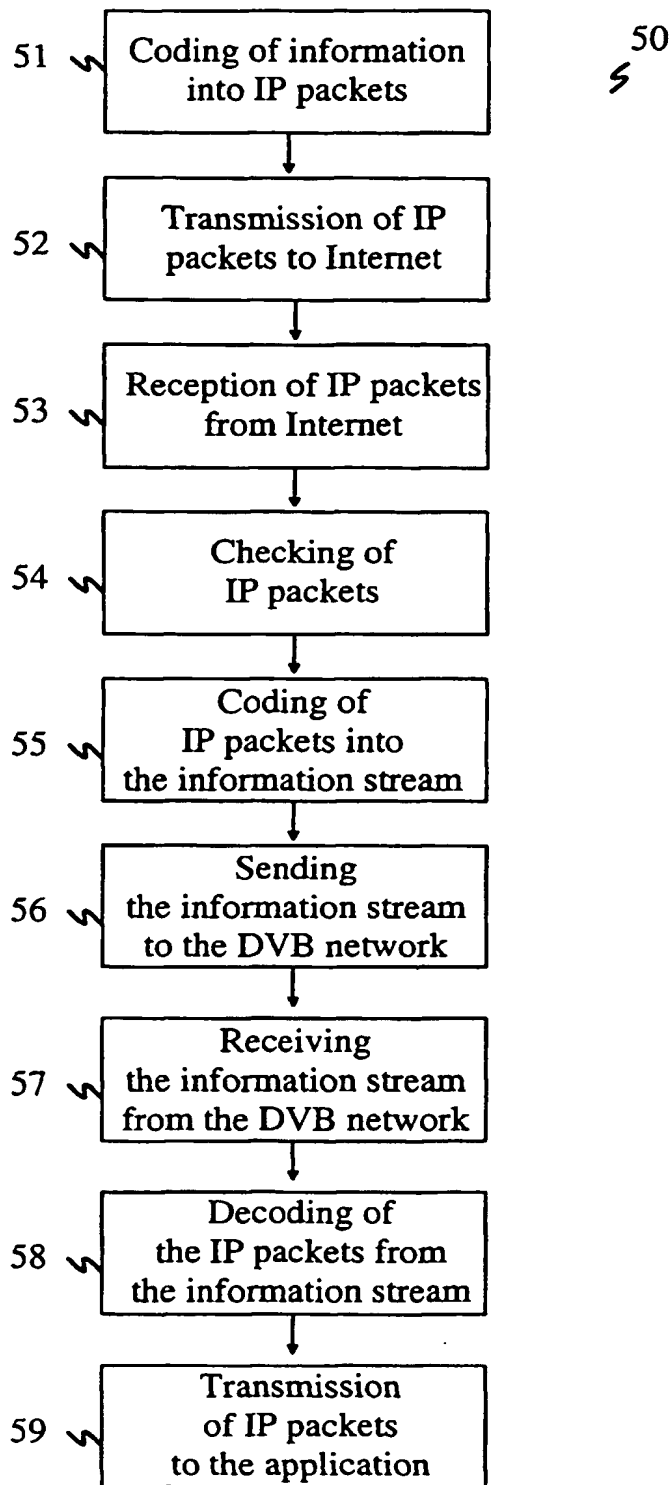 50
51
Coding of information
into IP packets
52
Transmission of IP
packets to Internet
53
Reception of IP packets
from Internet
54
Checking of
IP packets
55
Coding of
IP packets into
the information stream
56
Sending
the information stream
to the DVB network
57
Receiving
the information stream
from the DVB network
58
Decoding of
the IP packets from
the information stream
59
Transmission
of IP packets
to the application